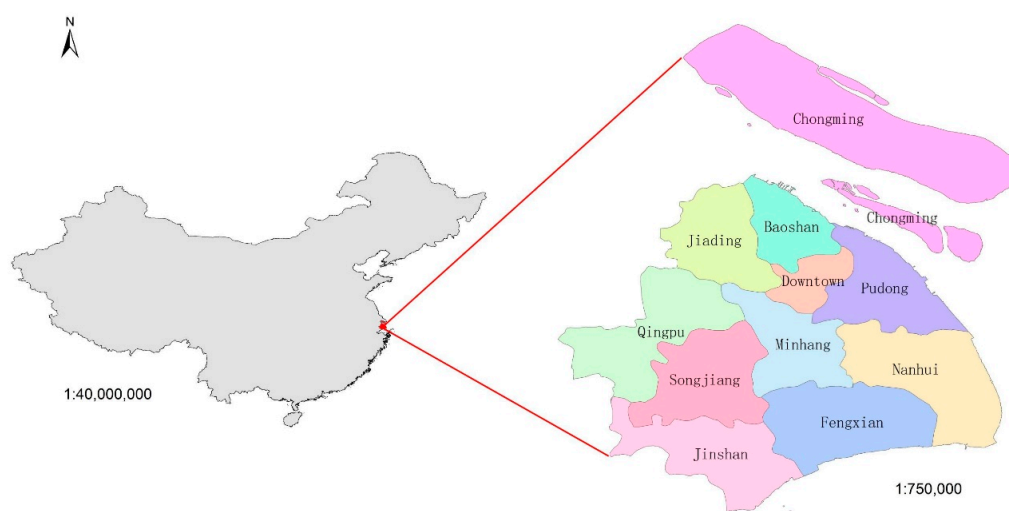 N
Chongming
Chongming
Baoshan
Jiading
Downtown
Pudong
Qingpu
Minhang
Nanhui
Songjiang
Fengxian
Jinshan
1:40,000,000
1:750,000